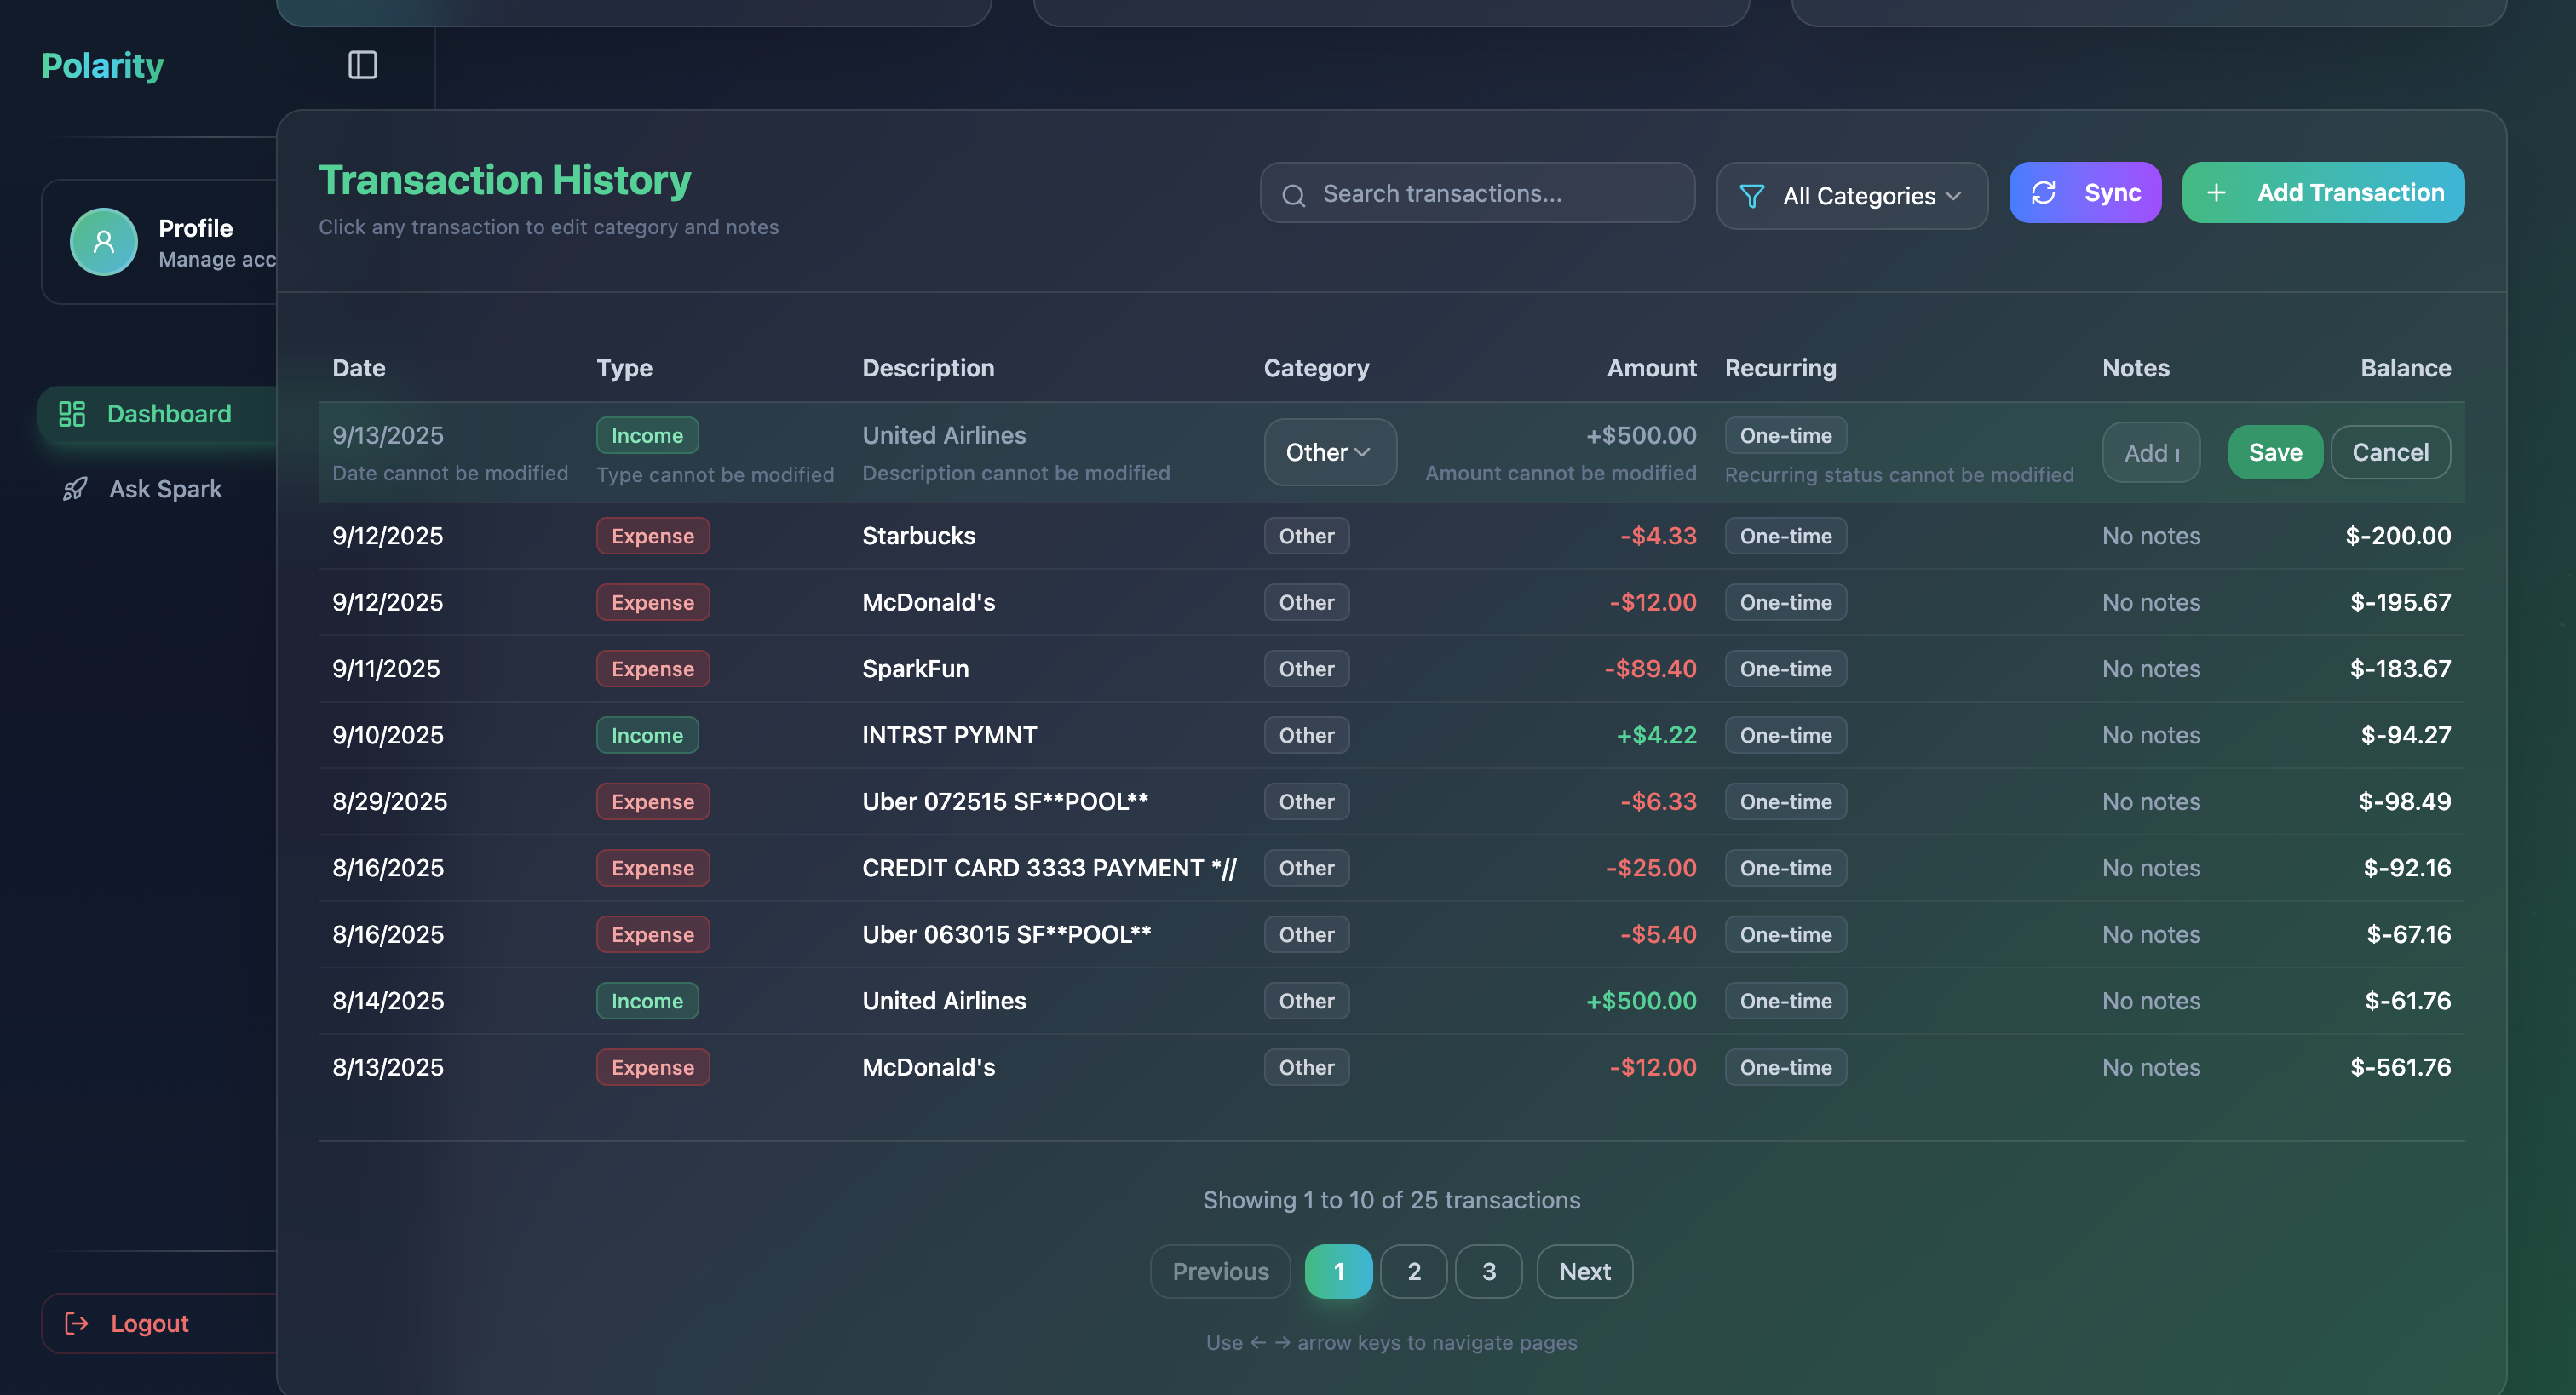 Polarity
Profile
Manage acc
Dashboard
Ask Spark
Logout
Transaction History
Click any transaction to edit category and notes
Search transactions...
All Categories
Sync
+ Add Transaction
Date Type Description Category Amount Recurring Notes Balance
9/13/2025 Income United Airlines Other +$500.00 One-time Add Save Cancel
Date cannot be modified Type cannot be modified Description cannot be modified Amount cannot be modified Recurring status cannot be modified
9/12/2025 Expense Starbucks Other -$4.33 One-time No notes $-200.00
9/12/2025 Expense McDonald's Other -$12.00 One-time No notes $-195.67
9/11/2025 Expense SparkFun Other -$89.40 One-time No notes $-183.67
9/10/2025 Income INTRST PYMNT Other +$4.22 One-time No notes $-94.27
8/29/2025 Expense Uber 072515 SF**POOL** Other -$6.33 One-time No notes $-98.49
8/16/2025 Expense CREDIT CARD 3333 PAYMENT *// Other -$25.00 One-time No notes $-92.16
8/16/2025 Expense Uber 063015 SF**POOL** Other -$5.40 One-time No notes $-67.16
8/14/2025 Income United Airlines Other +$500.00 One-time No notes $-61.76
8/13/2025 Expense McDonald's Other -$12.00 One-time No notes $-561.76
Showing 1 to 10 of 25 transactions
Previous 1 2 3 Next
Use ← → arrow keys to navigate pages